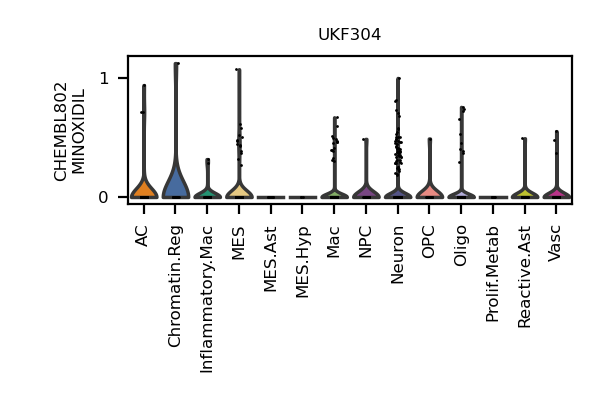 UKF304
CHEMBL802
MINOXIDIL
1
0
AC
Chromatin.Reg
Inflammatory.Mac
MES
MES.Ast
MES.Hyp
Mac
NPC
Neuron
OPC
Oligo
Prolif.Metab
Reactive.Ast
Vasc